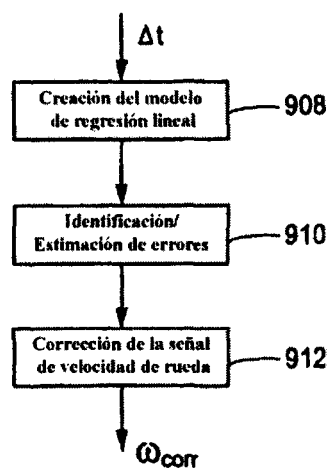 Δt
Creación del modelo
de regresión lineal
908
Identificación/
Estimación de errores
910
Corrección de la señal
de velocidad de rueda
912
ωcorr